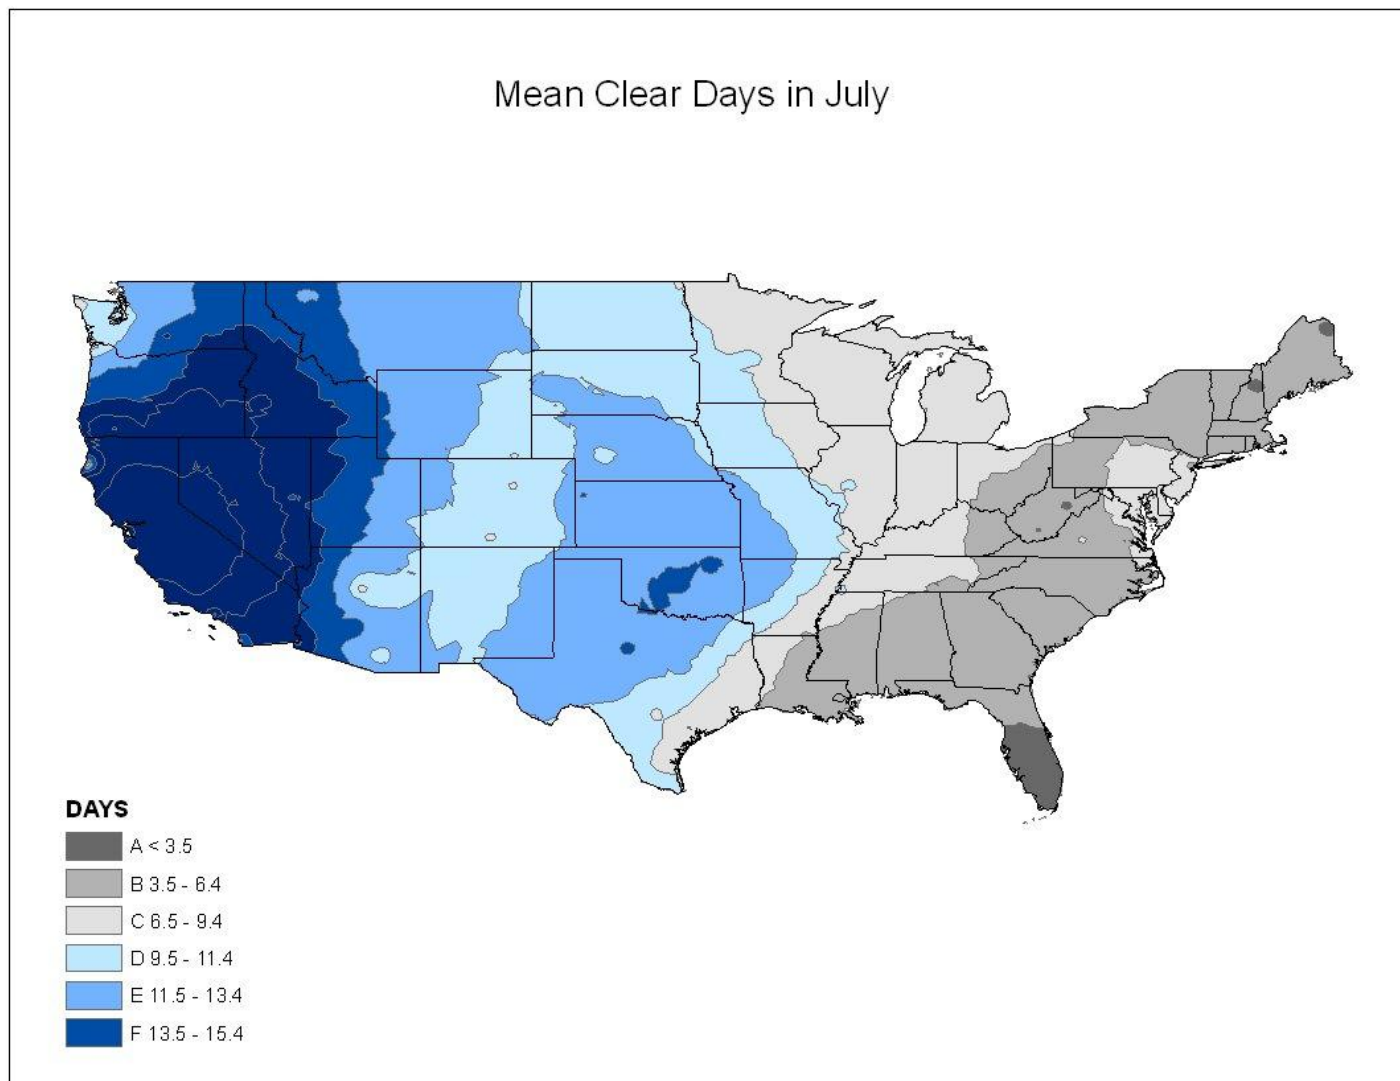 Mean Clear Days in July
DAYS
A < 3.5
B 3.5 - 6.4
C 6.5 - 9.4
D 9.5 - 11.4
E 11.5 - 13.4
F 13.5 - 15.4